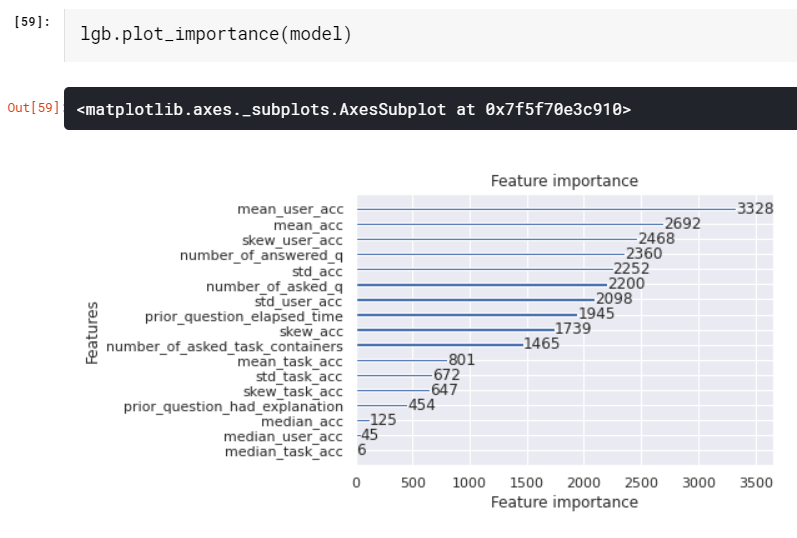 [59]:
lgb.plot_importance(model)
Out[59]:
<matplotlib.axes._subplots.AxesSubplot at 0x7f5f70e3c910>
Feature importance
Features
mean_user_acc 3328
mean_acc 2692
skew_user_acc 2468
number_of_answered_q 2360
std_acc 2252
number_of_asked_q 2200
std_user_acc 2098
prior_question_elapsed_time 1945
skew_acc 1739
number_of_asked_task_containers 1465
mean_task_acc 801
std_task_acc 672
skew_task_acc 647
prior_question_had_explanation 454
median_acc 125
median_user_acc 45
median_task_acc 6
0 500 1000 1500 2000 2500 3000 3500
Feature importance